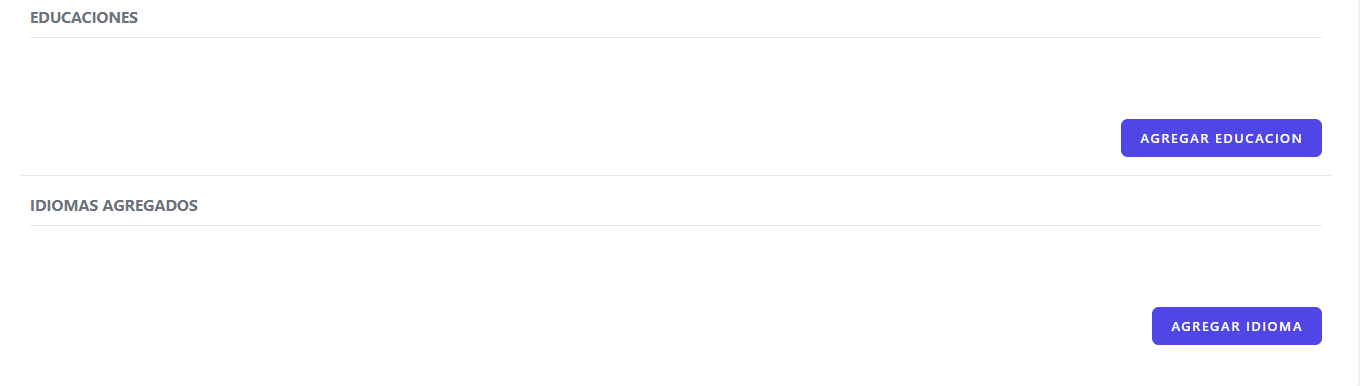 EDUCACIONES
AGREGAR EDUCACION
IDIOMAS AGREGADOS
AGREGAR IDIOMA